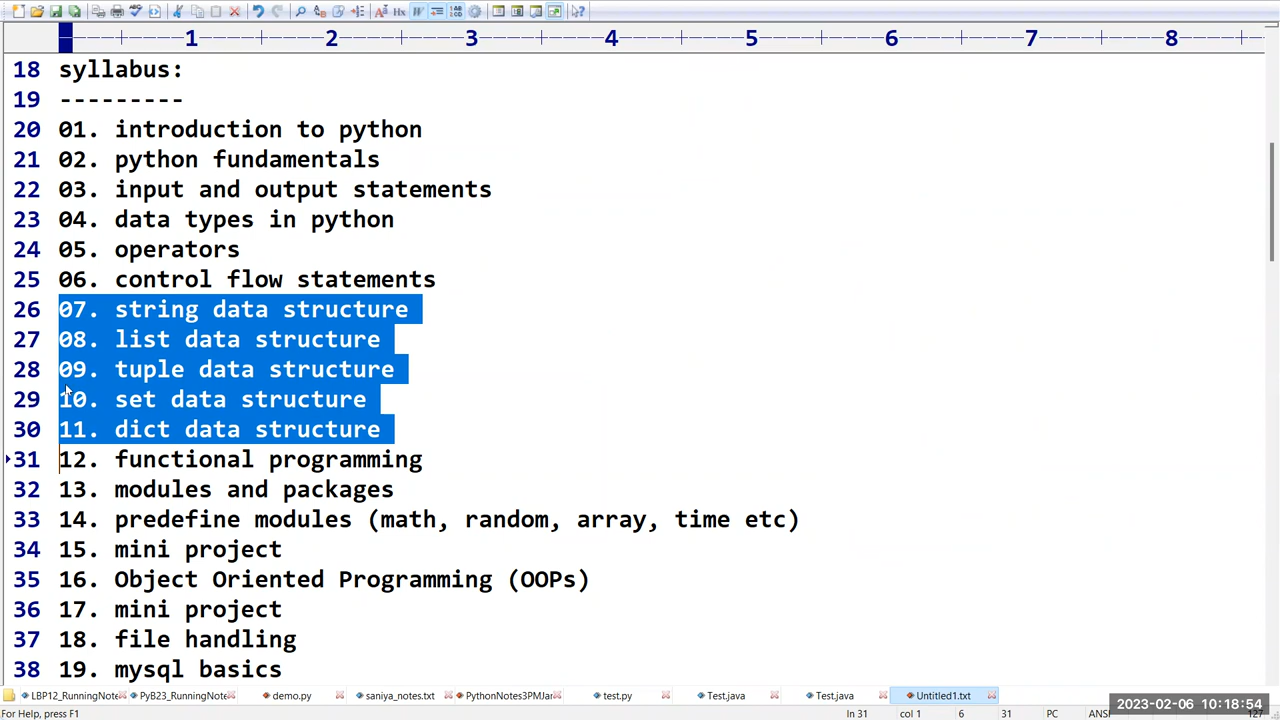 1 2 3 4 5 6 7 8
18 syllabus:
19 ---------
20 01. introduction to python
21 02. python fundamentals
22 03. input and output statements
23 04. data types in python
24 05. operators
25 06. control flow statements
26 07. string data structure
27 08. list data structure
28 09. tuple data structure
29 10. set data structure
30 11. dict data structure
31 12. functional programming
32 13. modules and packages
33 14. predefine modules (math, random, array, time etc)
34 15. mini project
35 16. Object Oriented Programming (OOPs)
36 17. mini project
37 18. file handling
38 19. mysql basics
LBP12_RunningNote PyB23_RunningNote demo.py saniya_notes.txt PythonNotes3PMJan test.py Test.java Test.java Untitled1.txt
For Help, press F1 ln 31 col 1 6 31 PC ANSI 127
2023-02-06 10:18:54